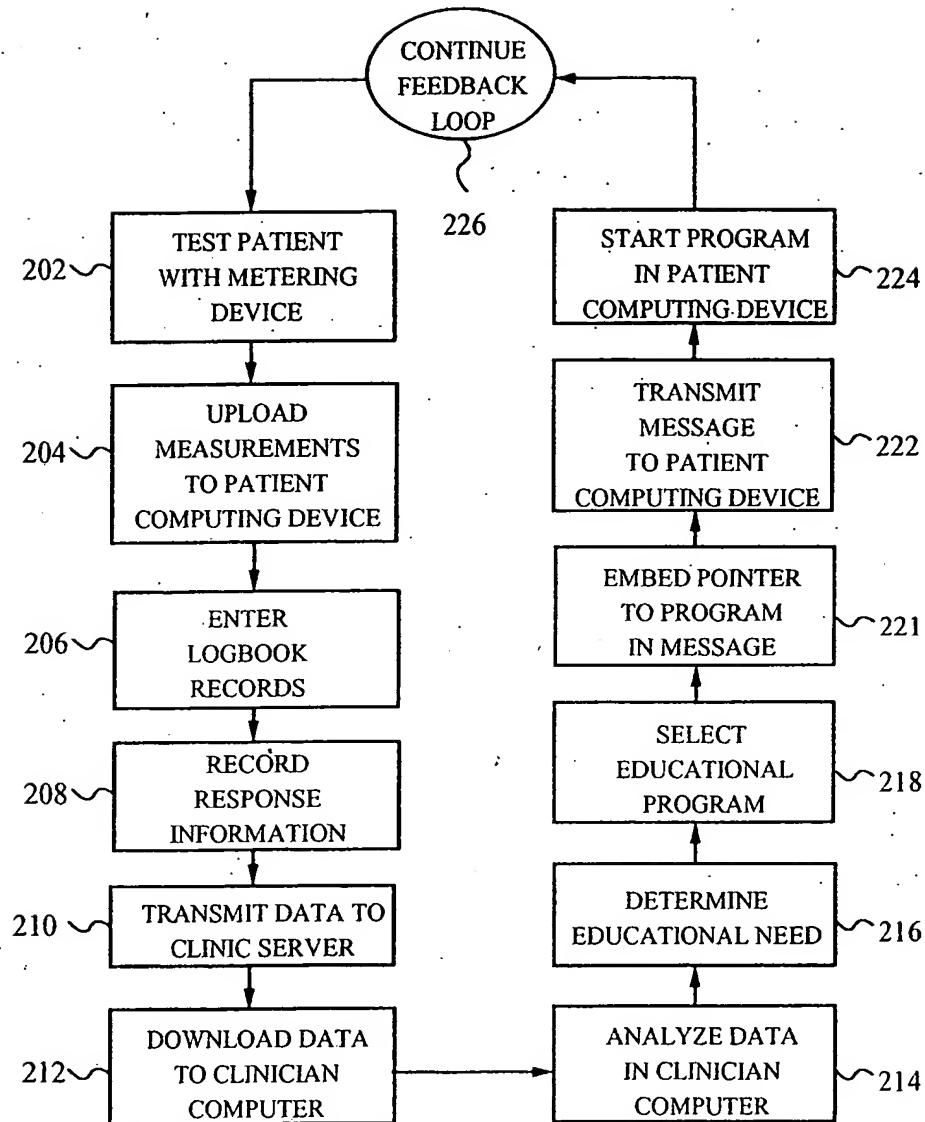 CONTINUE
FEEDBACK
LOOP
226
202
TEST PATIENT
WITH METERING
DEVICE
204
UPLOAD
MEASUREMENTS
TO PATIENT
COMPUTING DEVICE
206
ENTER
LOGBOOK
RECORDS
208
RECORD
RESPONSE
INFORMATION
210
TRANSMIT DATA TO
CLINIC SERVER
212
DOWNLOAD DATA
TO CLINICIAN
COMPUTER
ANALYZE DATA
IN CLINICIAN
COMPUTER
214
DETERMINE
EDUCATIONAL NEED
216
SELECT
EDUCATIONAL
PROGRAM
218
EMBED POINTER
TO PROGRAM
IN MESSAGE
221
TRANSMIT
MESSAGE
TO PATIENT
COMPUTING DEVICE
222
START PROGRAM
IN PATIENT
COMPUTING DEVICE
224